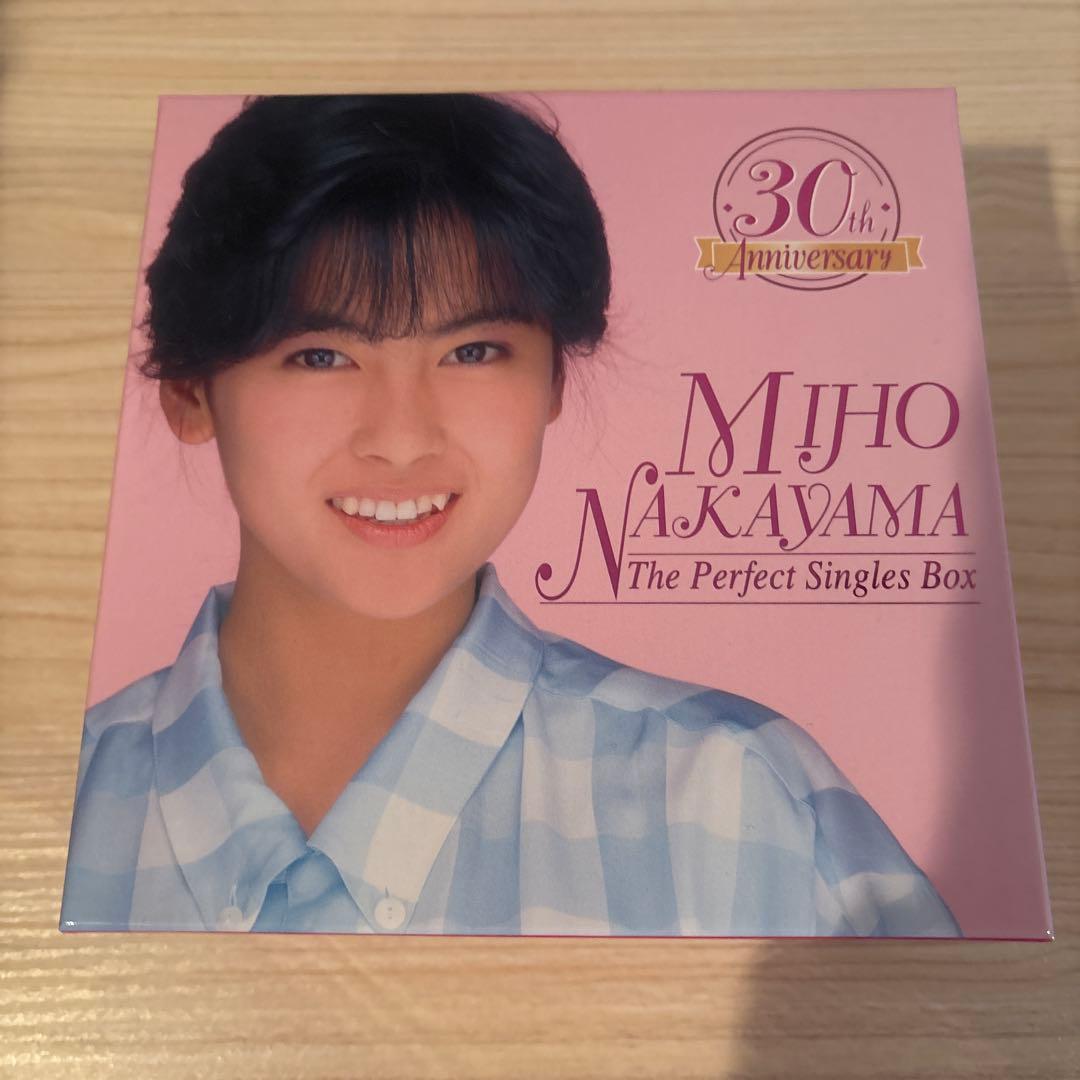 30th
Anniversary
MIHO
NAKAYAMA
The Perfect Singles Box